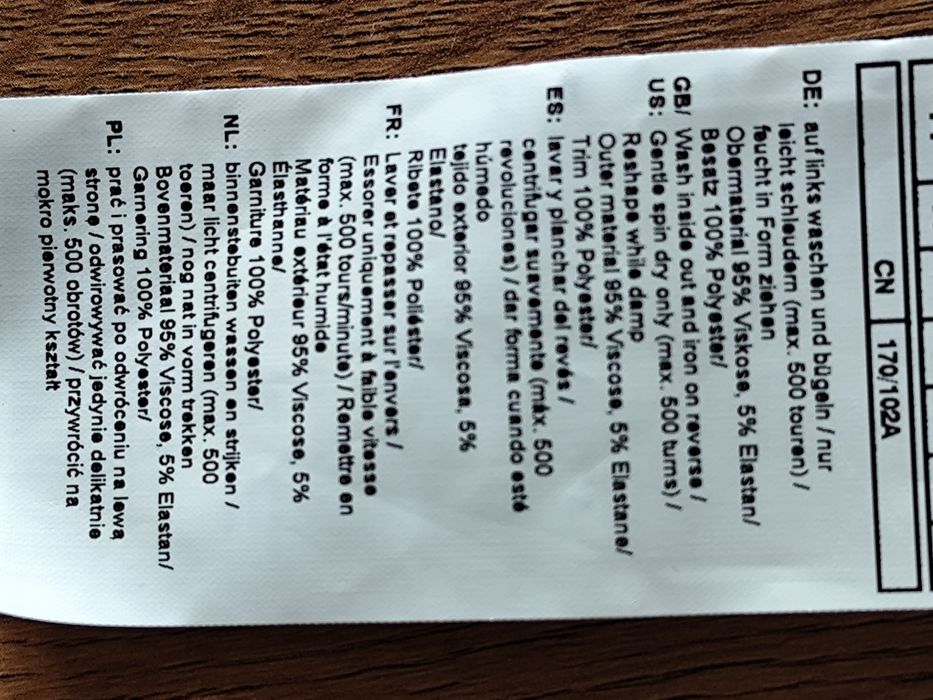 CN 170/102A
DE: auf links waschen und bügeln / nur
leicht schleudern (max. 500 touren) /
feucht in Form ziehen
Obermaterial 95% Viskose, 5% Elastan/
Besatz 100% Polyester/
GB/ Wash inside out and iron on reverse /
US: Gentle spin dry only (max. 500 turns) /
Reshape while damp
Outer material 95% Viscose, 5% Elastane/
Trim 100% Polyester/
ES: lavar y planchar del revés /
centrifugar suavemente (máx. 500
revoluciones) / dar forma cuando esté
húmedo
tejido exterior 95% Viscosa, 5%
Elastano/
Ribete 100% Poliéster/
FR: Laver et repasser sur l'envers /
Essorer uniquement à faible vitesse
(max. 500 tours/minute) / Remettre en
forme à l'état humide
Matériau extérieur 95% Viscose, 5%
Élasthanne/
Garniture 100% Polyester/
NL: binnenstebuiten wassen en strijken /
maar licht centrifugeren (max. 500
toeren) / nog nat in vorm trekken
Bovenmateriaal 95% Viscose, 5% Elastan/
Garnering 100% Polyester/
PL: prać i prasować po odwróceniu na lewą
stronę / odwirowywać jedynie delikatnie
(maks. 500 obrotów) / przywrócić na
mokro pierwotny kształt